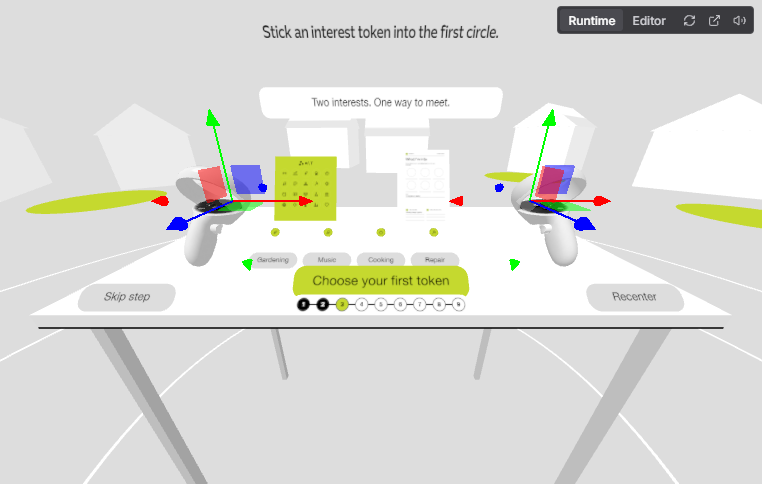 Runtime Editor
Stick an interest token into the first circle.
Two interests. One way to meet.
Gardening Music Cooking Repair
Choose your first token
Skip step
Recenter
1 2 3 4 5 6 7 8 9